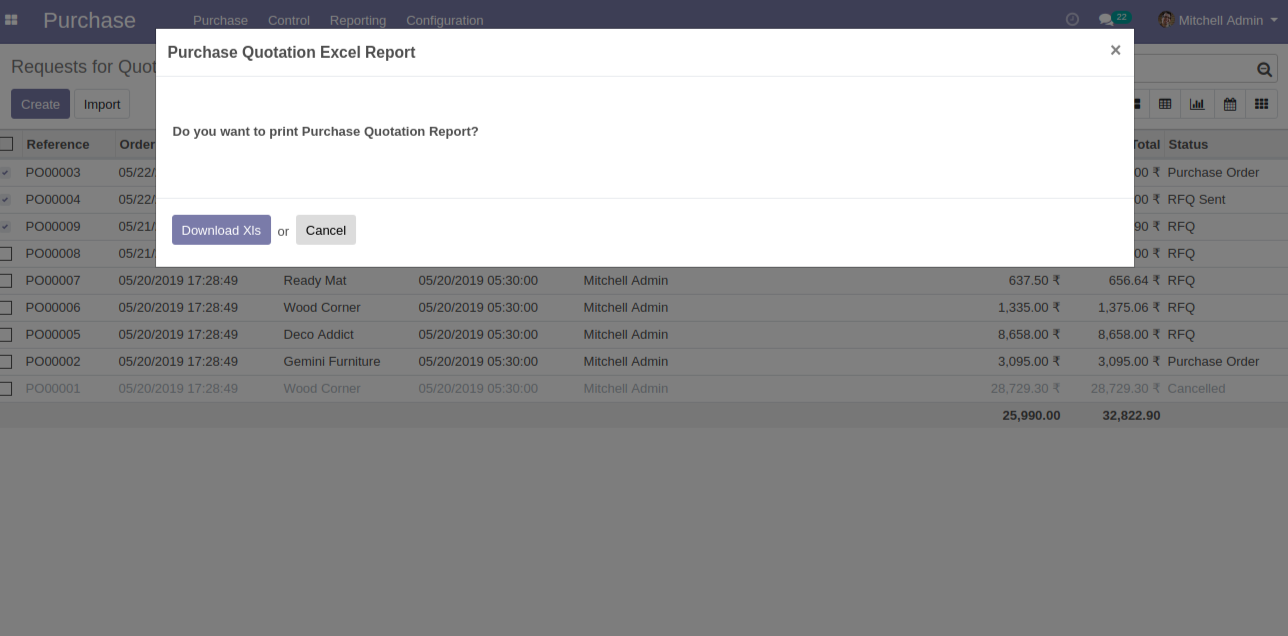 Purchase Purchase Control Reporting Configuration 22 Mitchell Admin
Purchase Quotation Excel Report ×
Requests for Quot
Create Import
Do you want to print Purchase Quotation Report?
Reference Order Total Status
PO00003 05/22/ 00 ₹ Purchase Order
PO00004 05/22/ 00 ₹ RFQ Sent
PO00009 05/21/ 90 ₹ RFQ
Download Xls or Cancel
PO00008 05/21/ 00 ₹ RFQ
PO00007 05/20/2019 17:28:49 Ready Mat 05/20/2019 05:30:00 Mitchell Admin 637.50 ₹ 656.64 ₹ RFQ
PO00006 05/20/2019 17:28:49 Wood Corner 05/20/2019 05:30:00 Mitchell Admin 1,335.00 ₹ 1,375.06 ₹ RFQ
PO00005 05/20/2019 17:28:49 Deco Addict 05/20/2019 05:30:00 Mitchell Admin 8,658.00 ₹ 8,658.00 ₹ RFQ
PO00002 05/20/2019 17:28:49 Gemini Furniture 05/20/2019 05:30:00 Mitchell Admin 3,095.00 ₹ 3,095.00 ₹ Purchase Order
PO00001 05/20/2019 17:28:49 Wood Corner 05/20/2019 05:30:00 Mitchell Admin 28,729.30 ₹ 28,729.30 ₹ Cancelled
25,990.00 32,822.90